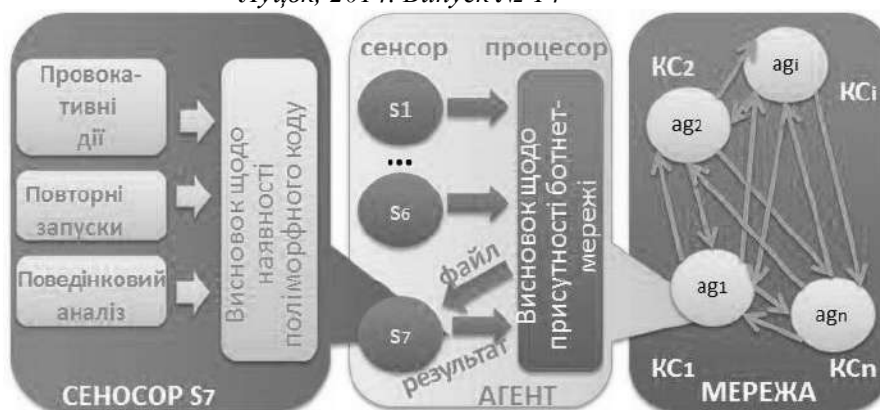 Луцьк, 2014. Випуск № 14
Провока-
тивні
дії
Повторні
запуски
Поведінковий
аналіз
Висновок щодо
наявності
поліморфного коду
СЕНОСОР S7
сенсор
процесор
s1
...
s6
s7
файл
результат
Висновок щодо
присутності ботнет-
мережі
АГЕНТ
КС2
agi
КСi
ag2
ag1
agn
КС1
КСn
МЕРЕЖА